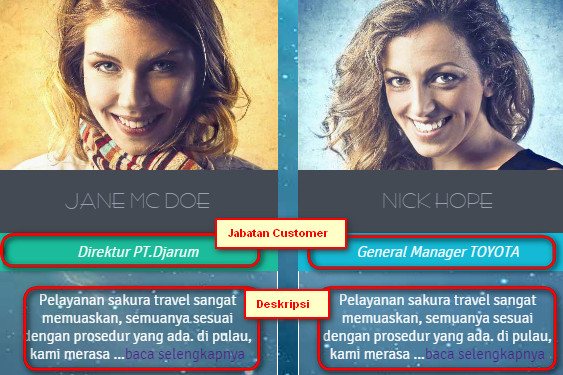 JANE MC DOE
NICK HOPE
Jabatan Customer
Direktur PT.Djarum
General Manager TOYOTA
Deskripsi
Pelayanan sakura travel sangat
memuaskan, semuanya sesuai
dengan prosedur yang ada. di pulau,
kami merasa ...baca selengkapnya
Pelayanan sakura travel sangat
memuaskan, semuanya sesuai
dengan prosedur yang ada. di pulau,
kami merasa ...baca selengkapnya